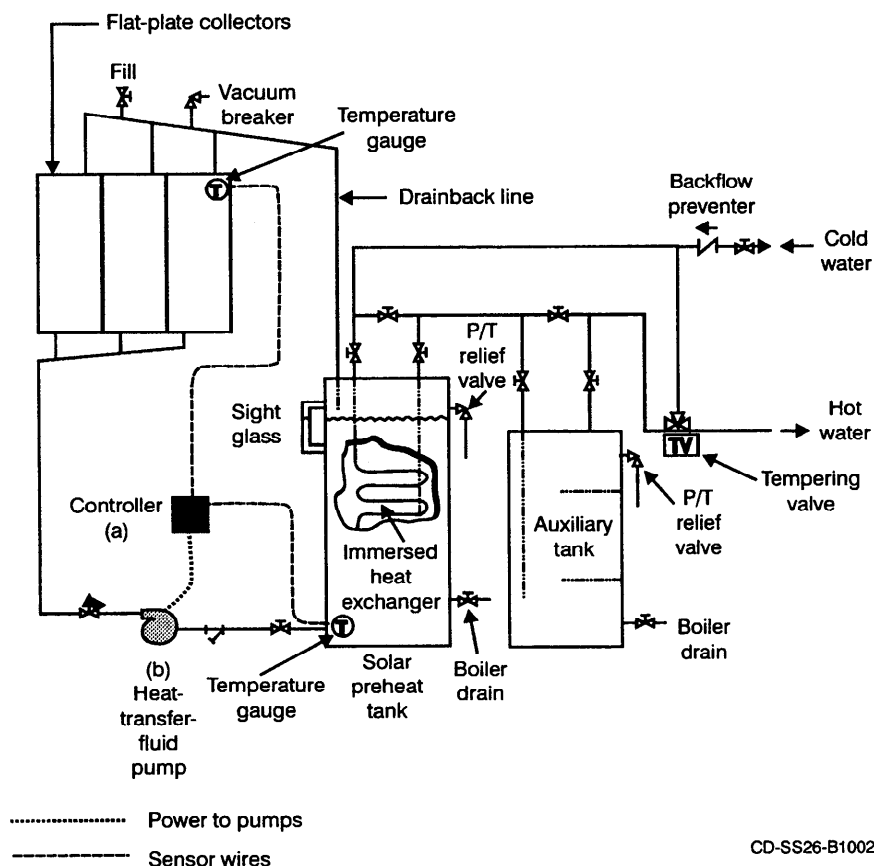 Flat-plate collectors
Fill
Vacuum
breaker
Temperature
gauge
T
Drainback line
Backflow
preventer
Cold
water
P/T
relief
valve
Sight
glass
Hot
water
TV
Tempering
valve
Controller
(a)
P/T
relief
valve
Auxiliary
tank
Immersed
heat
exchanger
T
Boiler
drain
Boiler
drain
(b)
Heat-
transfer-
fluid
pump
Temperature
gauge
Solar
preheat
tank
Power to pumps
Sensor wires
CD-SS26-B1002